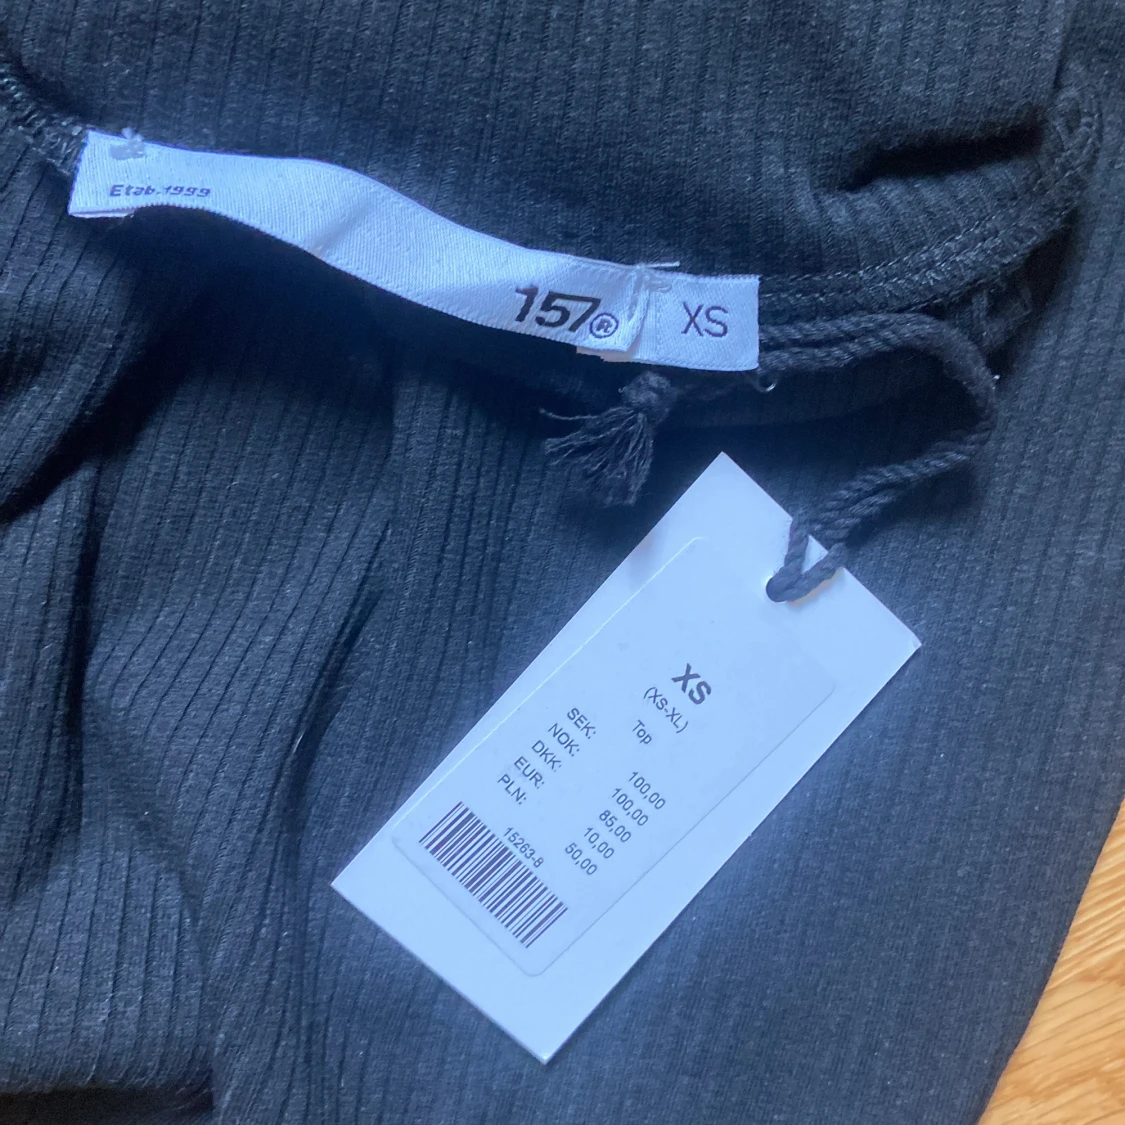 Etab.1999
157®
XS
XS
(XS-XL)
Top
SEK: 100,00
NOK: 100,00
DKK: 85,00
EUR: 10,00
PLN: 50,00
15263-8